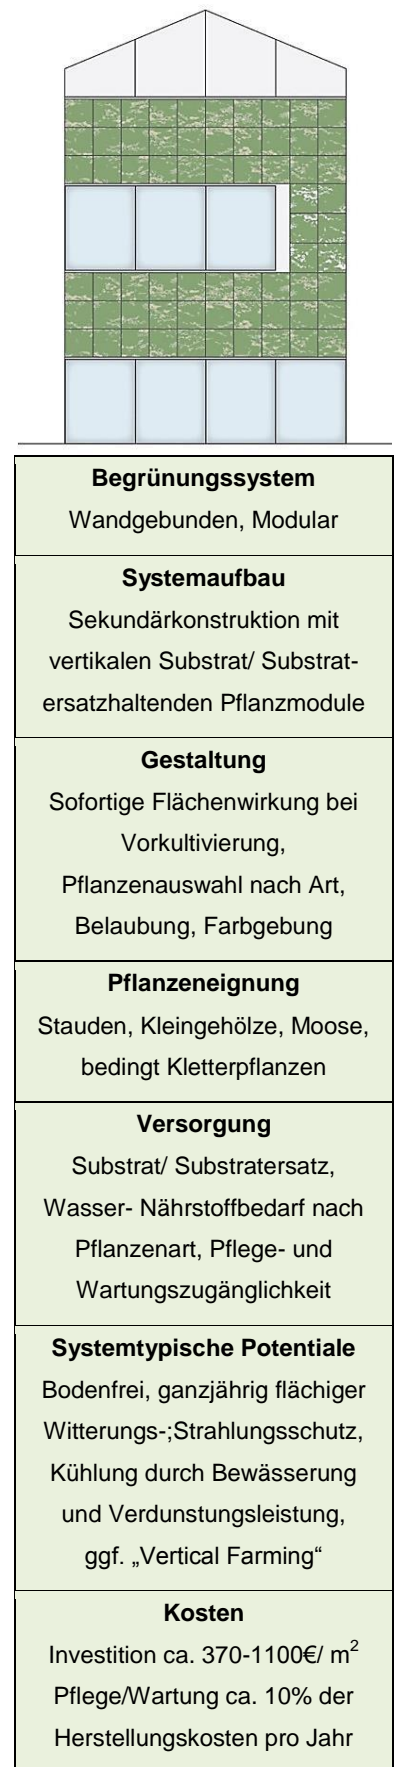 Begrünungssystem
Wandgebunden, Modular
Systemaufbau
Sekundärkonstruktion mit
vertikalen Substrat/ Substrat-
ersatzhaltenden Pflanzmodule
Gestaltung
Sofortige Flächenwirkung bei
Vorkultivierung,
Pflanzenauswahl nach Art,
Belaubung, Farbgebung
Pflanzeneignung
Stauden, Kleingehölze, Moose,
bedingt Kletterpflanzen
Versorgung
Substrat/ Substratersatz,
Wasser- Nährstoffbedarf nach
Pflanzenart, Pflege- und
Wartungszugänglichkeit
Systemtypische Potentiale
Bodenfrei, ganzjährig flächiger
Witterungs-;Strahlungsschutz,
Kühlung durch Bewässerung
und Verdunstungsleistung,
ggf. „Vertical Farming“
Kosten
Investition ca. 370-1100€/ m²
Pflege/Wartung ca. 10% der
Herstellungskosten pro Jahr